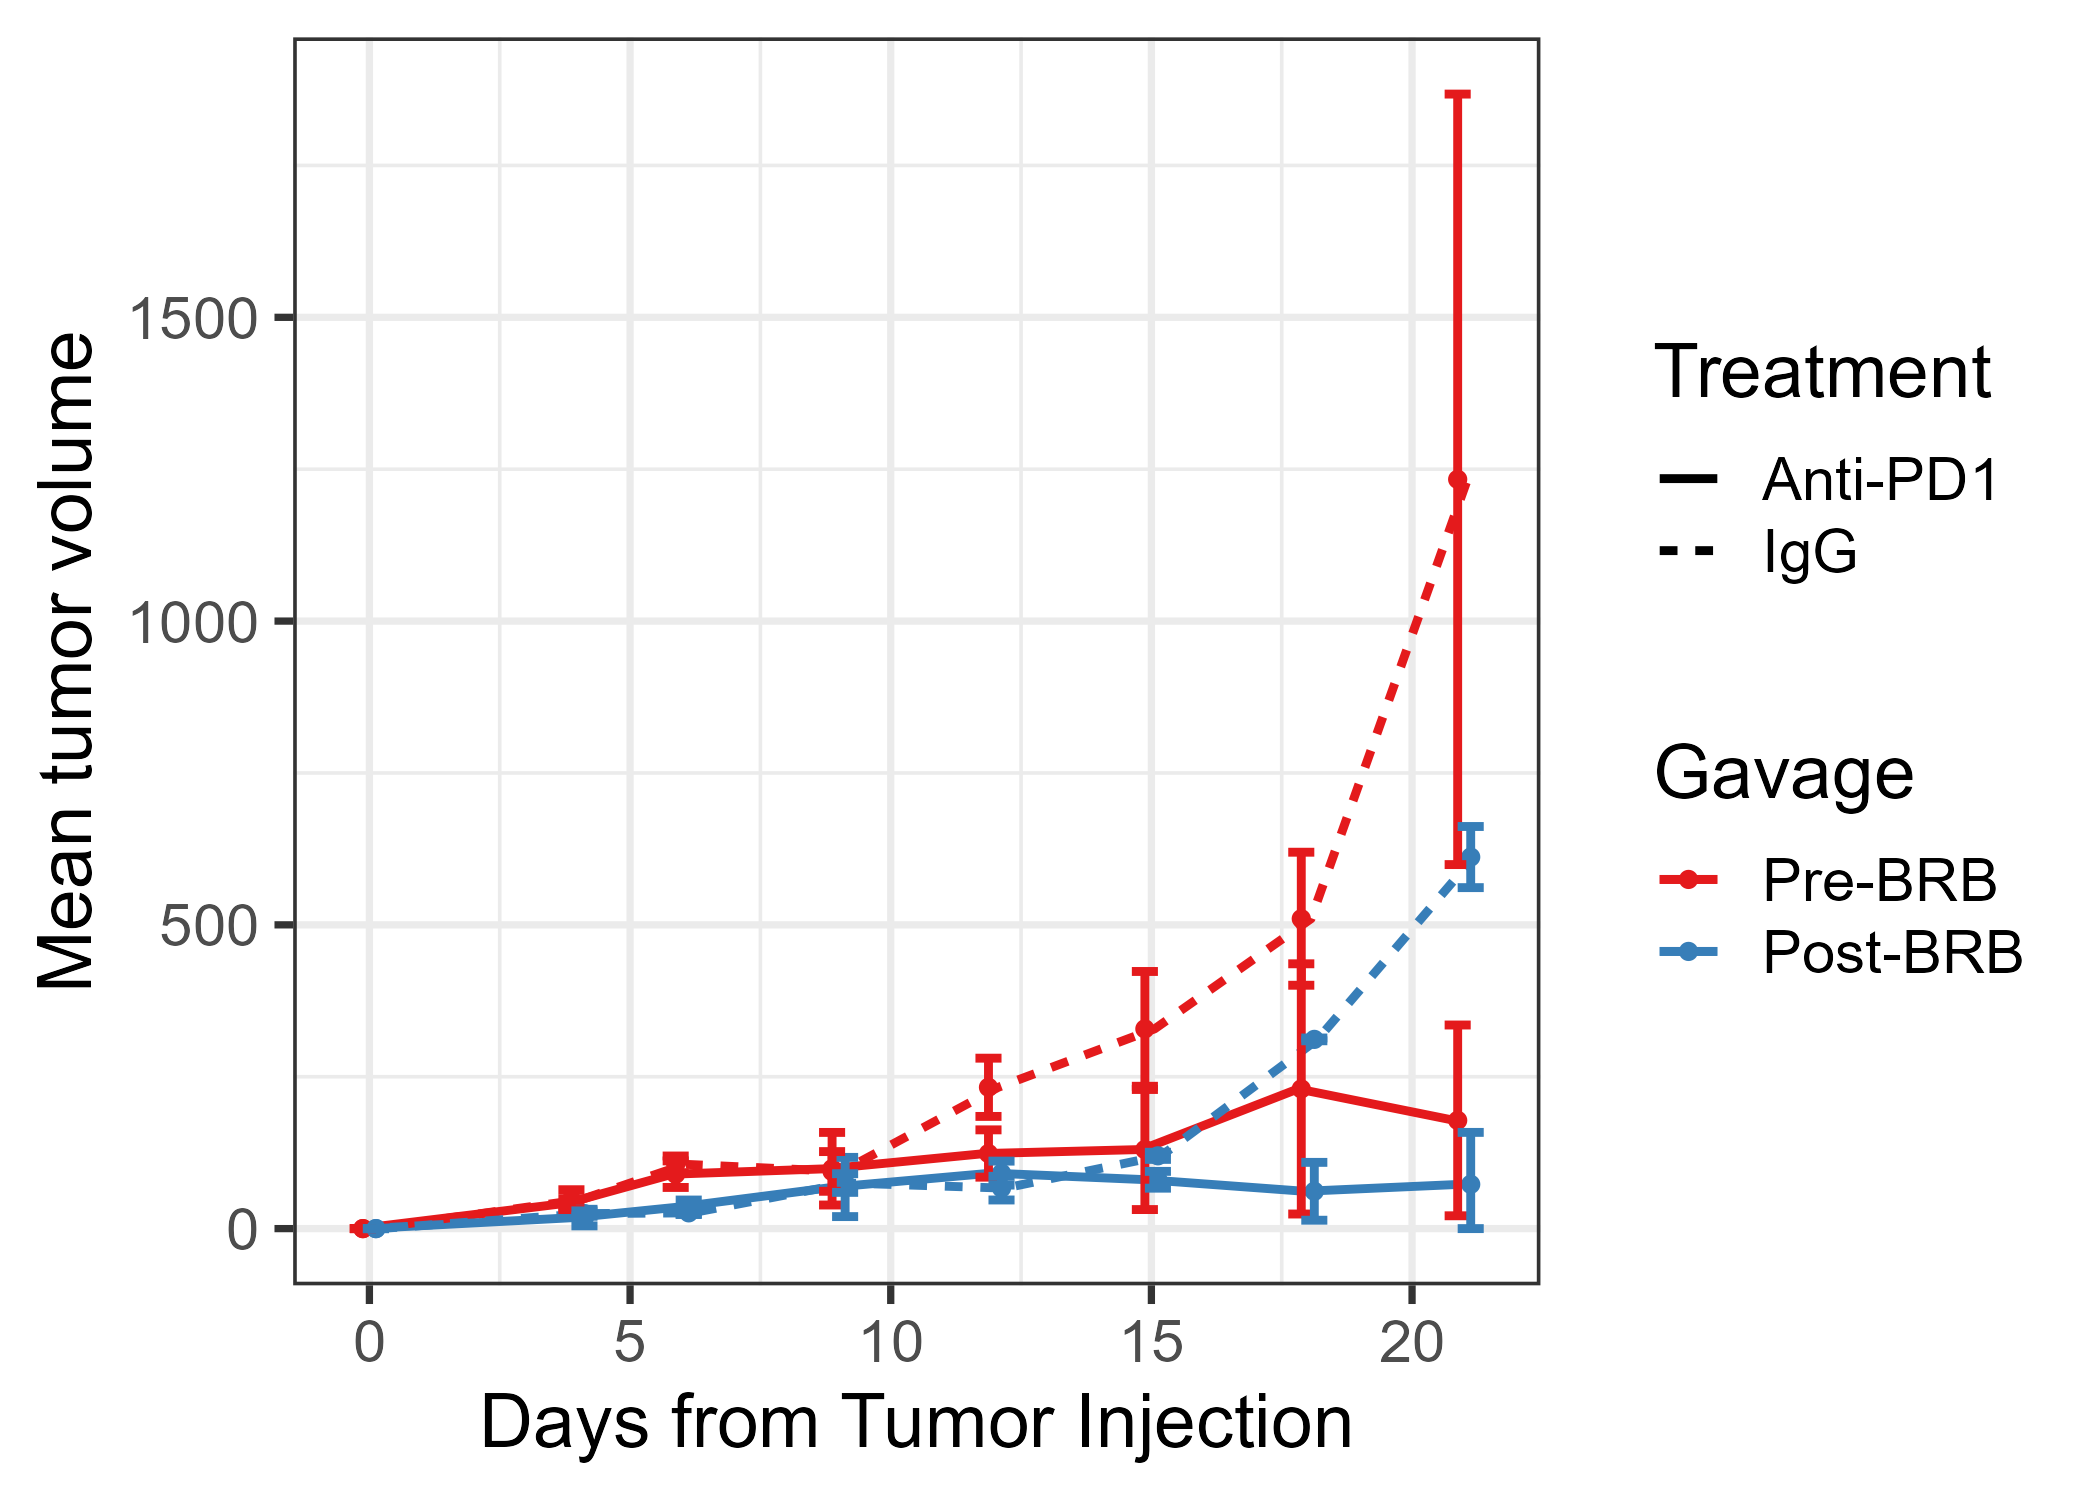 Mean tumor volume
1500
1000
500
0
0 5 10 15 20
Days from Tumor Injection
Treatment
Anti-PD1
IgG
Gavage
Pre-BRB
Post-BRB